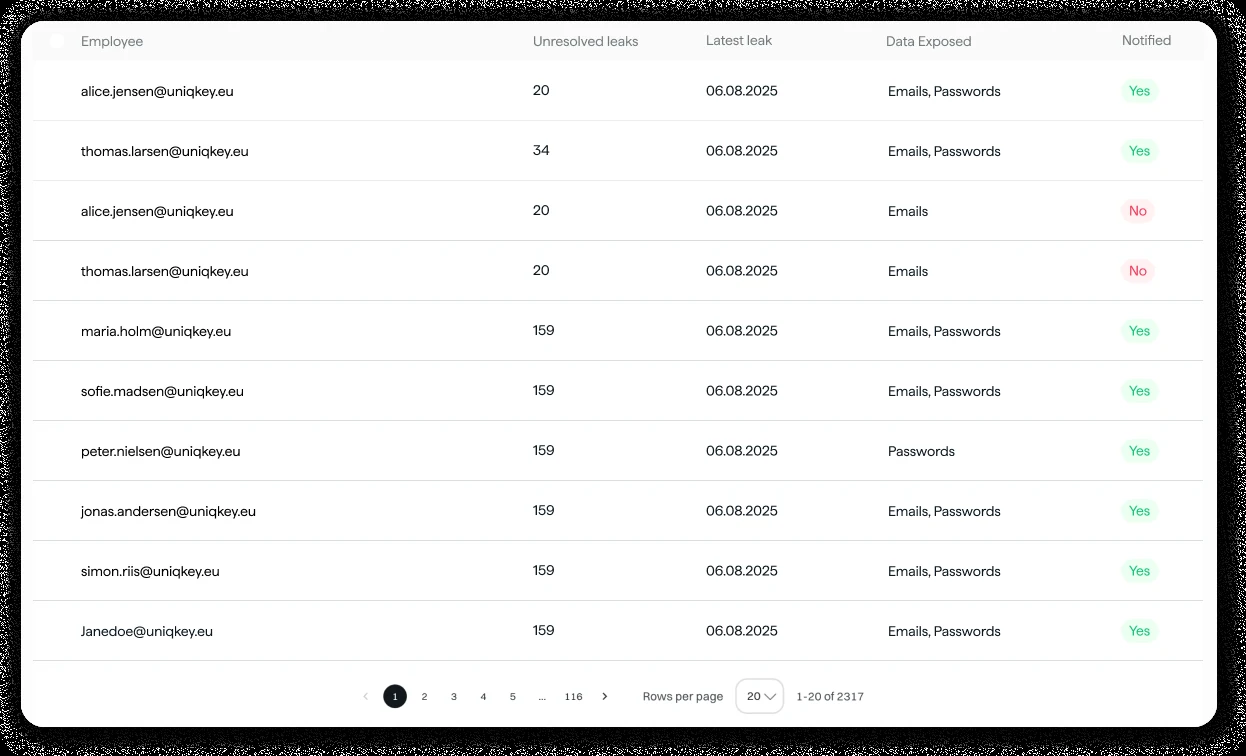 Employee Unresolved leaks Latest leak Data Exposed Notified
alice.jensen@uniqkey.eu 20 06.08.2025 Emails, Passwords Yes
thomas.larsen@uniqkey.eu 34 06.08.2025 Emails, Passwords Yes
alice.jensen@uniqkey.eu 20 06.08.2025 Emails No
thomas.larsen@uniqkey.eu 20 06.08.2025 Emails No
maria.holm@uniqkey.eu 159 06.08.2025 Emails, Passwords Yes
sofie.madsen@uniqkey.eu 159 06.08.2025 Emails, Passwords Yes
peter.nielsen@uniqkey.eu 159 06.08.2025 Passwords Yes
jonas.andersen@uniqkey.eu 159 06.08.2025 Emails, Passwords Yes
simon.riis@uniqkey.eu 159 06.08.2025 Emails, Passwords Yes
Janedoe@uniqkey.eu 159 06.08.2025 Emails, Passwords Yes
1 2 3 4 5 ... 116 Rows per page 20 1-20 of 2317